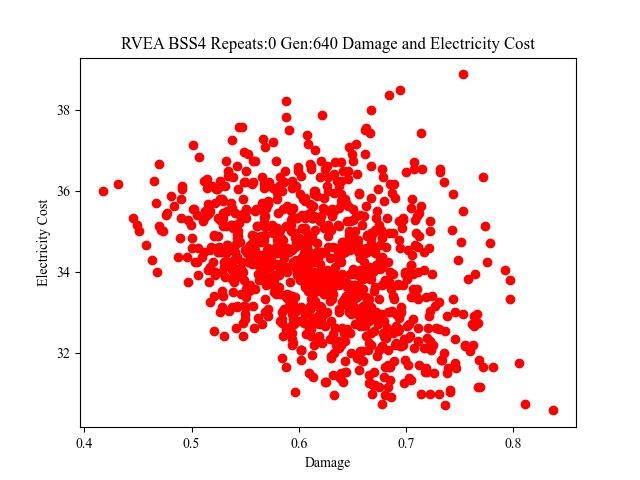 RVEA BSS4 Repeats:0 Gen:640 Damage and Electricity Cost
38
36
34
32
Electricity Cost
0.4 0.5 0.6 0.7 0.8
Damage